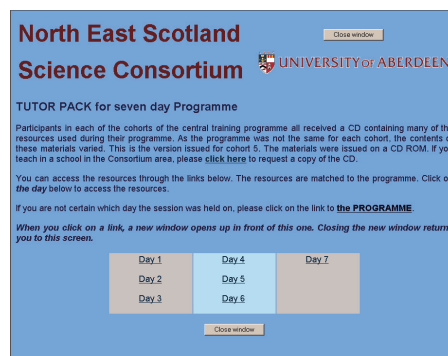 North East Scotland
Close window
Science Consortium
UNIVERSITY OF ABERDEEN
TUTOR PACK for seven day Programme
Participants in each of the cohorts of the central training programme all received a CD containing many of th
resources used during their programme. As the programme was not the same for each cohort, the contents o
these materials varied. This is the version issued for cohort 5. The materials were issued on a CD ROM. If yo
teach in a school in the Consortium area, please click here to request a copy of the CD.
You can access the resources through the links below. The resources are matched to the programme. Click o
the day below to access the resources.
If you are not certain which day the session was held on, please click on the link to the PROGRAMME.
When you click on a link, a new window opens up in front of this one. Closing the new window return
you to this screen.
Day 1 Day 4 Day 7
Day 2 Day 5
Day 3 Day 6
Close window